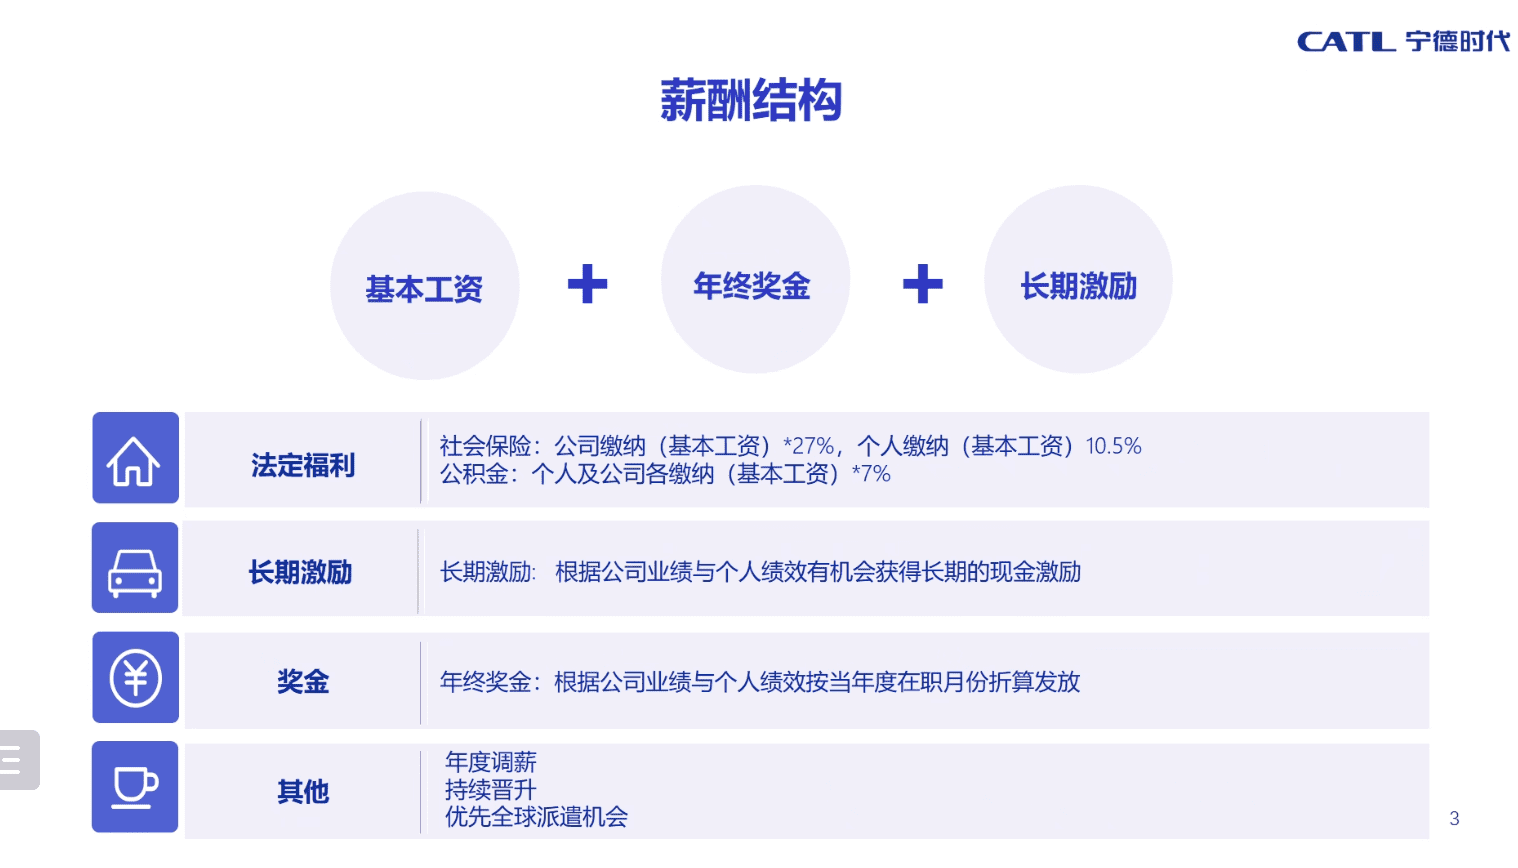 CATL 宁德时代
薪酬结构
基本工资 + 年终奖金 + 长期激励
法定福利
社会保险：公司缴纳（基本工资）*27%，个人缴纳（基本工资）10.5%
公积金：个人及公司各缴纳（基本工资）*7%
长期激励
长期激励: 根据公司业绩与个人绩效有机会获得长期的现金激励
奖金
年终奖金：根据公司业绩与个人绩效按当年度在职月份折算发放
其他
年度调薪
持续晋升
优先全球派遣机会
3